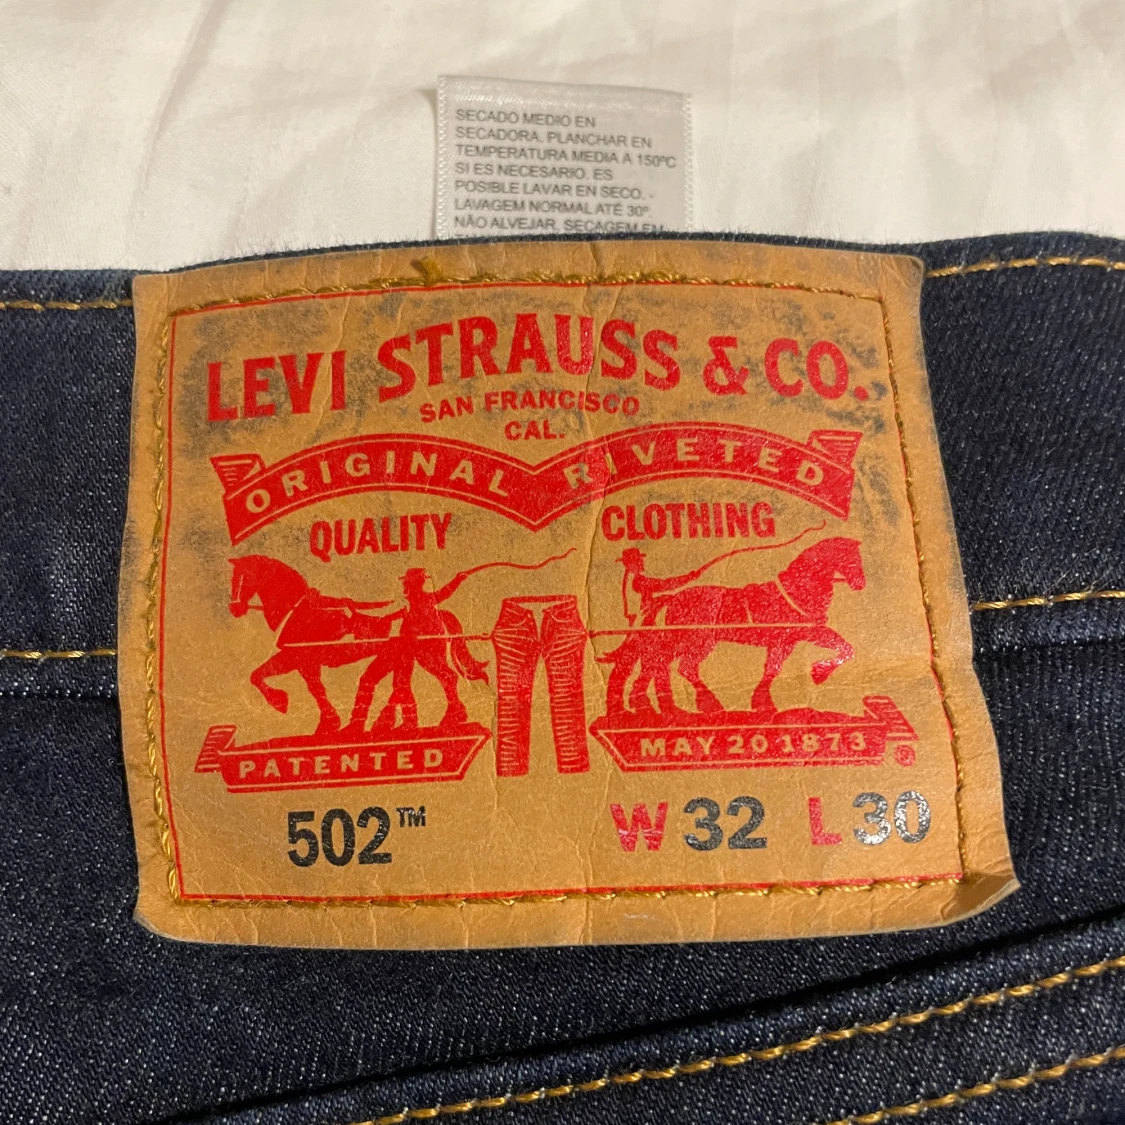 SECADO MEDIO EN
SECADORA. PLANCHAR EN
TEMPERATURA MEDIA A 150ºC
SI ES NECESARIO. ES
POSIBLE LAVAR EN SECO. -
LAVAGEM NORMAL ATÉ 30º.
NÃO ALVEJAR. SECAGEM EM
LEVI STRAUSS & CO.
SAN FRANCISCO
CAL.
ORIGINAL RIVETED
QUALITY CLOTHING
PATENTED MAY 20 1873 ®
502™ W 32 L 30